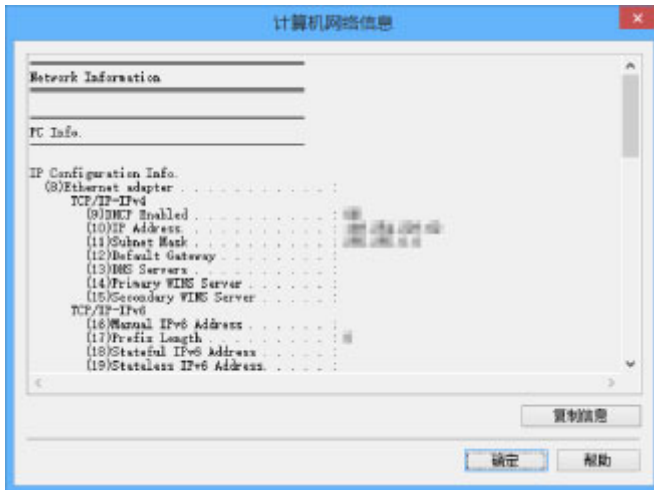 计算机网络信息
Network Information
PC Info.
IP Configuration Info.
(8)Ethernet adapter . . . . . . . . . . . . :
TCP/IP-IPv4
(9)DHCP Enabled . . . . . . . . . . :
(10)IP Address. . . . . . . . . . . :
(11)Subnet Mask . . . . . . . . . . :
(12)Default Gateway . . . . . . . . :
(13)DNS Servers . . . . . . . . . . :
(14)Primary WINS Server . . . . . . :
(15)Secondary WINS Server . . . . . :
TCP/IP-IPv6
(16)Manual IPv6 Address . . . . . . :
(17)Prefix Length . . . . . . . . . :
(18)Stateful IPv6 Address . . . . . :
(19)Stateless IPv6 Address. . . . . :
复制信息
确定 帮助